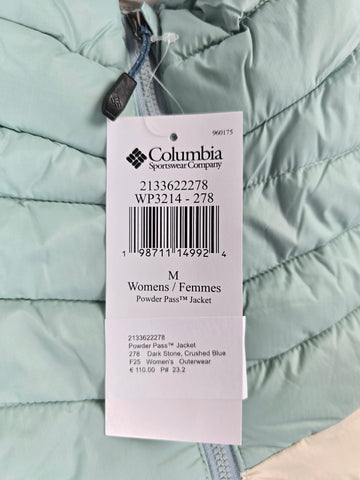 960175
Columbia
Sportswear Company
2133622278
WP3214 - 278
1 98711 14992 4
M
Womens / Femmes
Powder Pass™ Jacket
2133622278
Powder Pass™ Jacket
278 Dark Stone, Crushed Blue
F25 Women's Outerwear
€ 110.00 P# 23.2